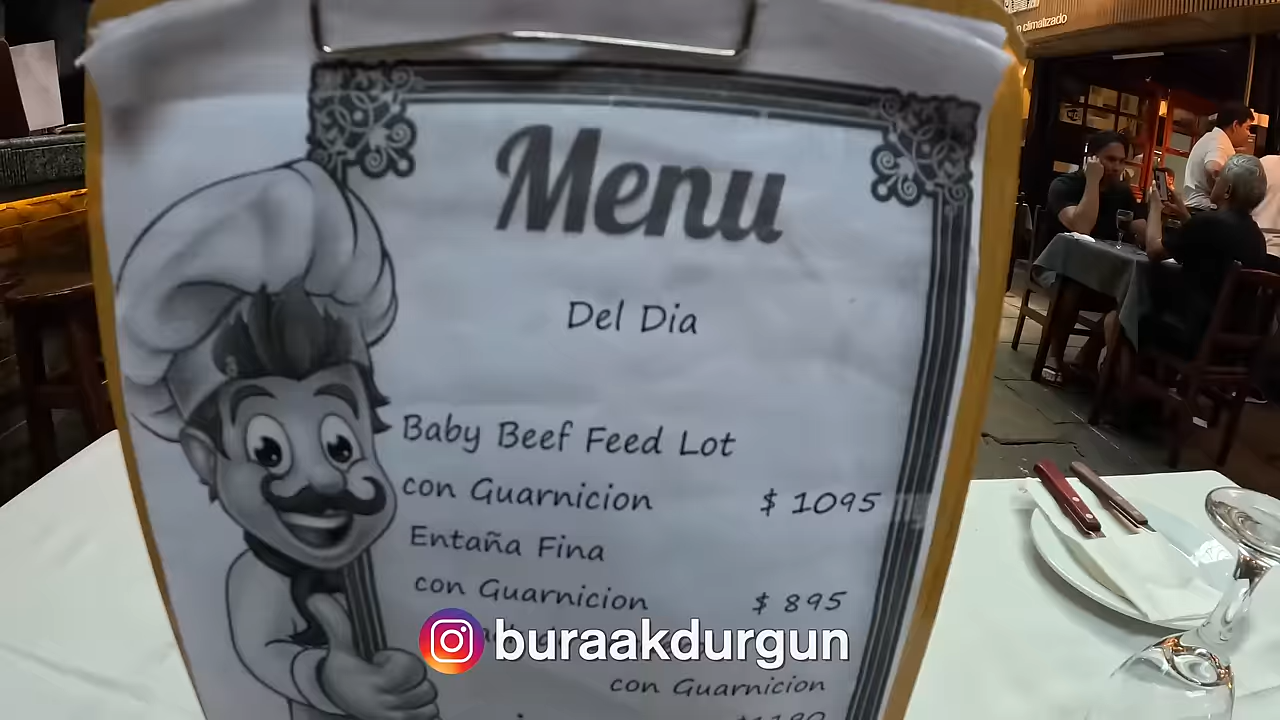 climatizado
Menu
Del Dia
Baby Beef Feed Lot
con Guarnicion $ 1095
Entaña Fina
con Guarnicion $ 895
buraakdurgun
con Guarnicion